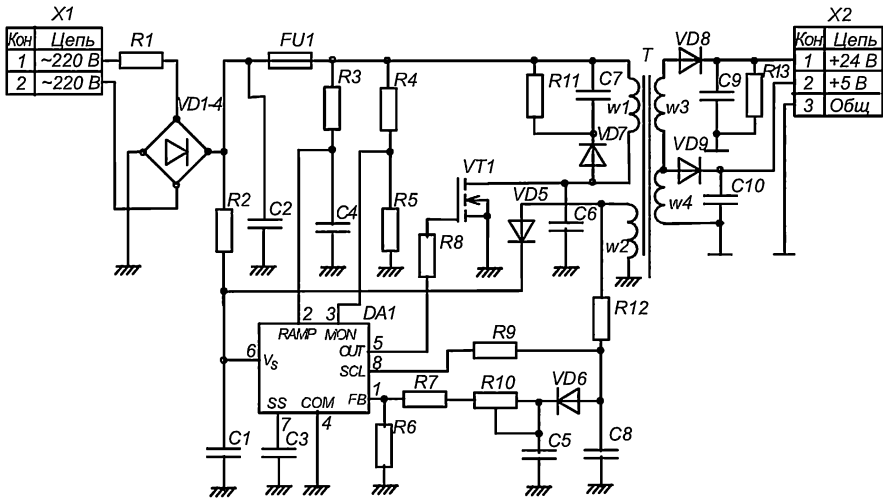 X1
Кон Цепь
1 ~220 В
2 ~220 В
R1
VD1-4
FU1
R2
C2
R3
C4
R4
R5
R8
VT1
VD5
R11
C7
VD7
C6
w1
w2
T
w3
w4
VD8
VD9
C9
R13
C10
X2
Кон Цепь
1 +24 В
2 +5 В
3 Общ
R12
2 3 DA1
RAMP MON
OUT 5
SCL 8
FB 1
6 Vs
SS COM
7 4
R9
R7
R10
VD6
R6
C1
C3
C5
C8